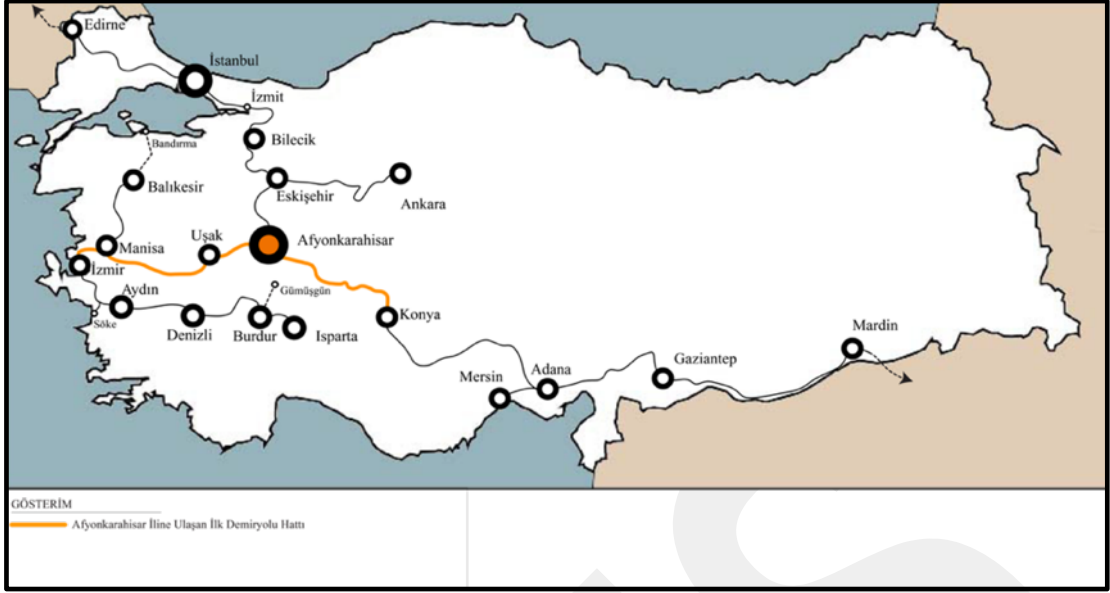 Edirne
İstanbul
İzmit
Bilecik
Bandırma
Balıkesir
Eskişehir
Ankara
Uşak
Afyonkarahisar
Manisa
İzmir
Aydın
Gümüşgün
Söke
Denizli
Burdur
Isparta
Konya
Mardin
Gaziantep
Mersin
Adana
GÖSTERİM
Afyonkarahisar İline Ulaşan İlk Demiryolu Hattı